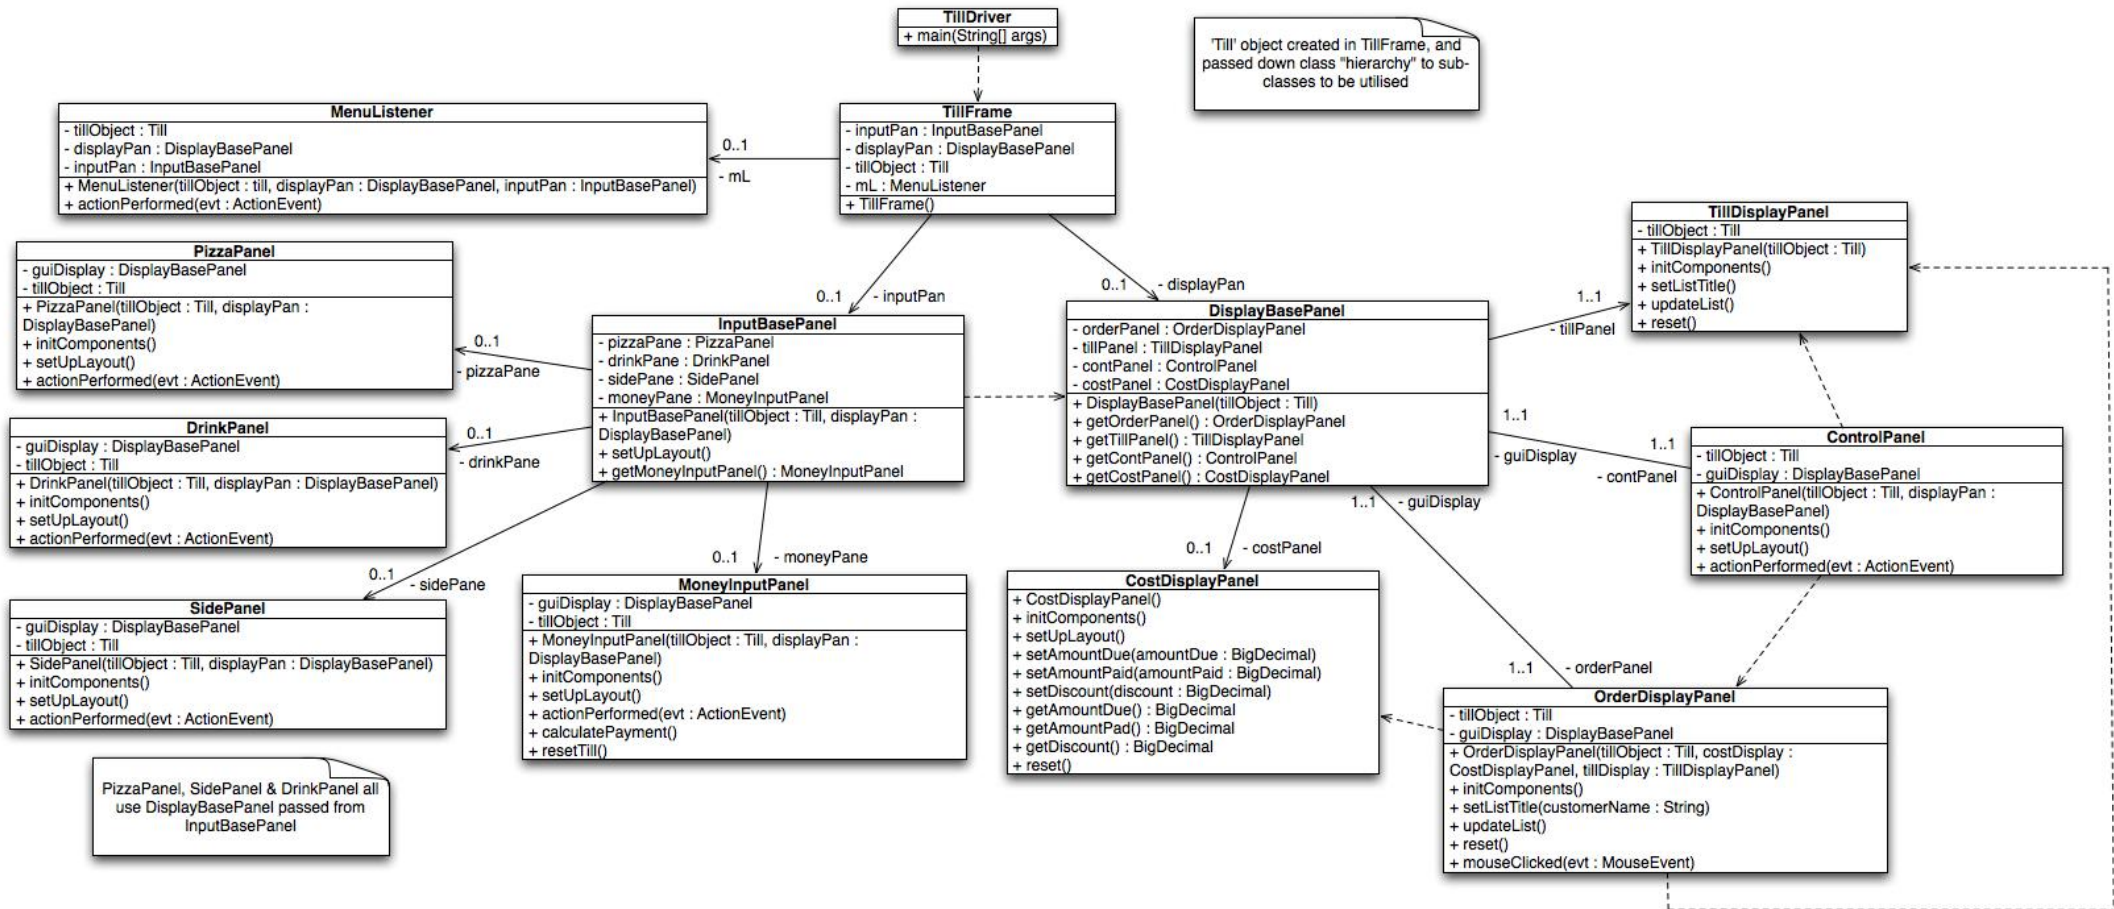 TillDriver
+ main(String[] args)
'Till' object created in TillFrame, and
passed down class "hierarchy" to sub-
classes to be utilised
MenuListener
- tillObject : Till
- displayPan : DisplayBasePanel
- inputPan : InputBasePanel
+ MenuListener(tillObject : till, displayPan : DisplayBasePanel, inputPan : InputBasePanel)
+ actionPerformed(evt : ActionEvent)
0..1
- mL
TillFrame
- inputPan : InputBasePanel
- displayPan : DisplayBasePanel
- tillObject : Till
- mL : MenuListener
+ TillFrame()
TillDisplayPanel
- tillObject : Till
+ TillDisplayPanel(tillObject : Till)
+ initComponents()
+ setListTitle()
+ updateList()
+ reset()
PizzaPanel
- guiDisplay : DisplayBasePanel
- tillObject : Till
+ PizzaPanel(tillObject : Till, displayPan :
DisplayBasePanel)
+ initComponents()
+ setUpLayout()
+ actionPerformed(evt : ActionEvent)
0..1
- inputPan
0..1
- displayPan
1..1
- tillPanel
0..1
- pizzaPane
InputBasePanel
- pizzaPane : PizzaPanel
- drinkPane : DrinkPanel
- sidePane : SidePanel
- moneyPane : MoneyInputPanel
+ InputBasePanel(tillObject : Till, displayPan :
DisplayBasePanel)
+ setUpLayout()
+ getMoneyInputPanel() : MoneyInputPanel
DisplayBasePanel
- orderPanel : OrderDisplayPanel
- tillPanel : TillDisplayPanel
- contPanel : ControlPanel
- costPanel : CostDisplayPanel
+ DisplayBasePanel(tillObject : Till)
+ getOrderPanel() : OrderDisplayPanel
+ getTillPanel() : TillDisplayPanel
+ getContPanel() : ControlPanel
+ getCostPanel() : CostDisplayPanel
1..1
- guiDisplay
1..1
- contPanel
ControlPanel
- tillObject : Till
- guiDisplay : DisplayBasePanel
+ ControlPanel(tillObject : Till, displayPan :
DisplayBasePanel)
+ initComponents()
+ setUpLayout()
+ actionPerformed(evt : ActionEvent)
DrinkPanel
- guiDisplay : DisplayBasePanel
- tillObject : Till
+ DrinkPanel(tillObject : Till, displayPan : DisplayBasePanel)
+ initComponents()
+ setUpLayout()
+ actionPerformed(evt : ActionEvent)
0..1
- drinkPane
0..1
- sidePane
0..1
- moneyPane
0..1
- costPanel
1..1
- guiDisplay
1..1
- orderPanel
SidePanel
- guiDisplay : DisplayBasePanel
- tillObject : Till
+ SidePanel(tillObject : Till, displayPan : DisplayBasePanel)
+ initComponents()
+ setUpLayout()
+ actionPerformed(evt : ActionEvent)
MoneyInputPanel
- guiDisplay : DisplayBasePanel
- tillObject : Till
+ MoneyInputPanel(tillObject : Till, displayPan :
DisplayBasePanel)
+ initComponents()
+ setUpLayout()
+ actionPerformed(evt : ActionEvent)
+ calculatePayment()
+ resetTill()
CostDisplayPanel
+ CostDisplayPanel()
+ initComponents()
+ setUpLayout()
+ setAmountDue(amountDue : BigDecimal)
+ setAmountPaid(amountPaid : BigDecimal)
+ setDiscount(discount : BigDecimal)
+ getAmountDue() : BigDecimal
+ getAmountPad() : BigDecimal
+ getDiscount() : BigDecimal
+ reset()
OrderDisplayPanel
- tillObject : Till
- guiDisplay : DisplayBasePanel
+ OrderDisplayPanel(tillObject : Till, costDisplay :
CostDisplayPanel, tillDisplay : TillDisplayPanel)
+ initComponents()
+ setListTitle(customerName : String)
+ updateList()
+ reset()
+ mouseClicked(evt : MouseEvent)
PizzaPanel, SidePanel & DrinkPanel all
use DisplayBasePanel passed from
InputBasePanel